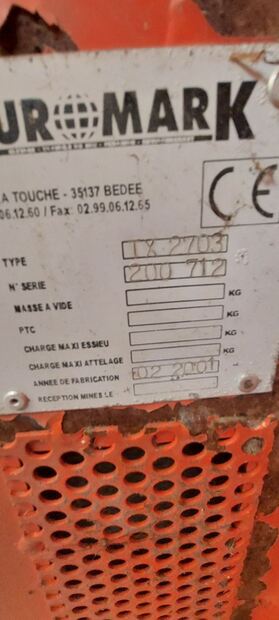 UROMARK
A TOUCHE - 35137 BEDEE
06.12.60 / Fax: 02.99.06.12.65
CE
TYPE TX 2703
N° SERIE 200 712
MASSE A VIDE KG
PTC KG
CHARGE MAXI ESSIEU KG
CHARGE MAXI ATTELAGE KG
ANNEE DE FABRICATION 02 2001
RECEPTION MINES LE